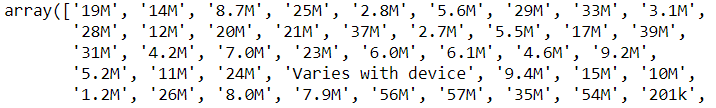 array(['19M', '14M', '8.7M', '25M', '2.8M', '5.6M', '29M', '33M', '3.1M',
'28M', '12M', '20M', '21M', '37M', '2.7M', '5.5M', '17M', '39M',
'31M', '4.2M', '7.0M', '23M', '6.0M', '6.1M', '4.6M', '9.2M',
'5.2M', '11M', '24M', 'Varies with device', '9.4M', '15M', '10M',
'1.2M', '26M', '8.0M', '7.9M', '56M', '57M', '35M', '54M', '201k',